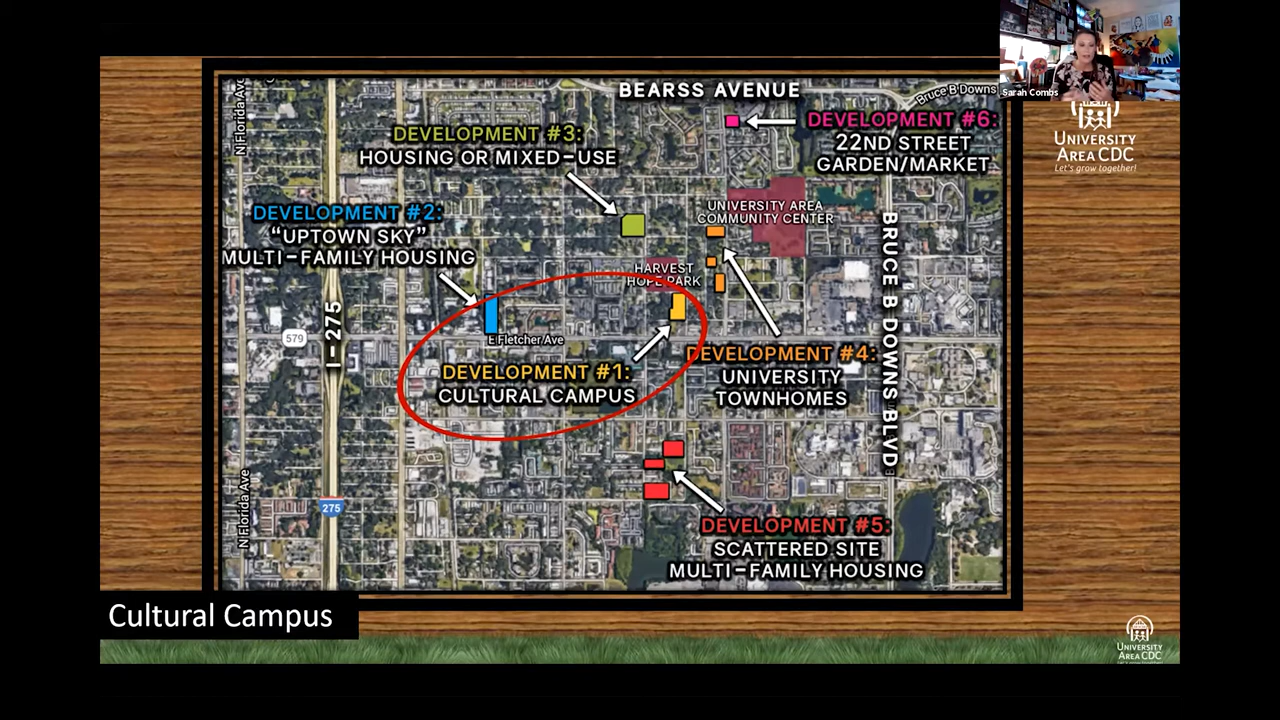 Sarah Combs
BEARSS AVENUE
Bruce B Downs
N Florida Ave
DEVELOPMENT #6:
22ND STREET
GARDEN/MARKET
UNIVERSITY
AREA CDC
Let's grow together!
DEVELOPMENT #3:
HOUSING OR MIXED-USE
DEVELOPMENT #2:
"UPTOWN SKY"
MULTI-FAMILY HOUSING
UNIVERSITY AREA
COMMUNITY CENTER
HARVEST
HOPE PARK
BRUCE B DOWNS BLVD
I-275
579
E Fletcher Ave
DEVELOPMENT #1:
CULTURAL CAMPUS
DEVELOPMENT #4:
UNIVERSITY
TOWNHOMES
275
N Florida Ave
DEVELOPMENT #5:
SCATTERED SITE
MULTI-FAMILY HOUSING
Cultural Campus
UNIVERSITY
AREA CDC